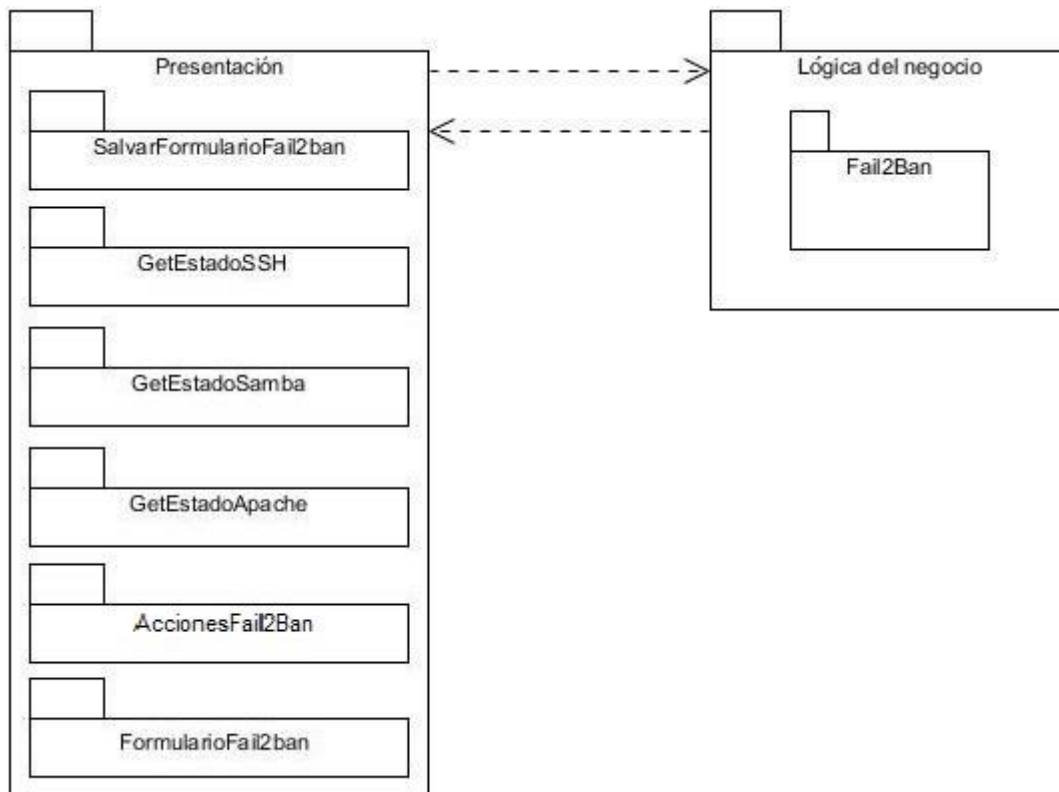 Presentación
SalvarFormularioFail2ban
GetEstadoSSH
GetEstadoSamba
GetEstadoApache
AccionesFail2Ban
FormularioFail2ban
Lógica del negocio
Fail2Ban